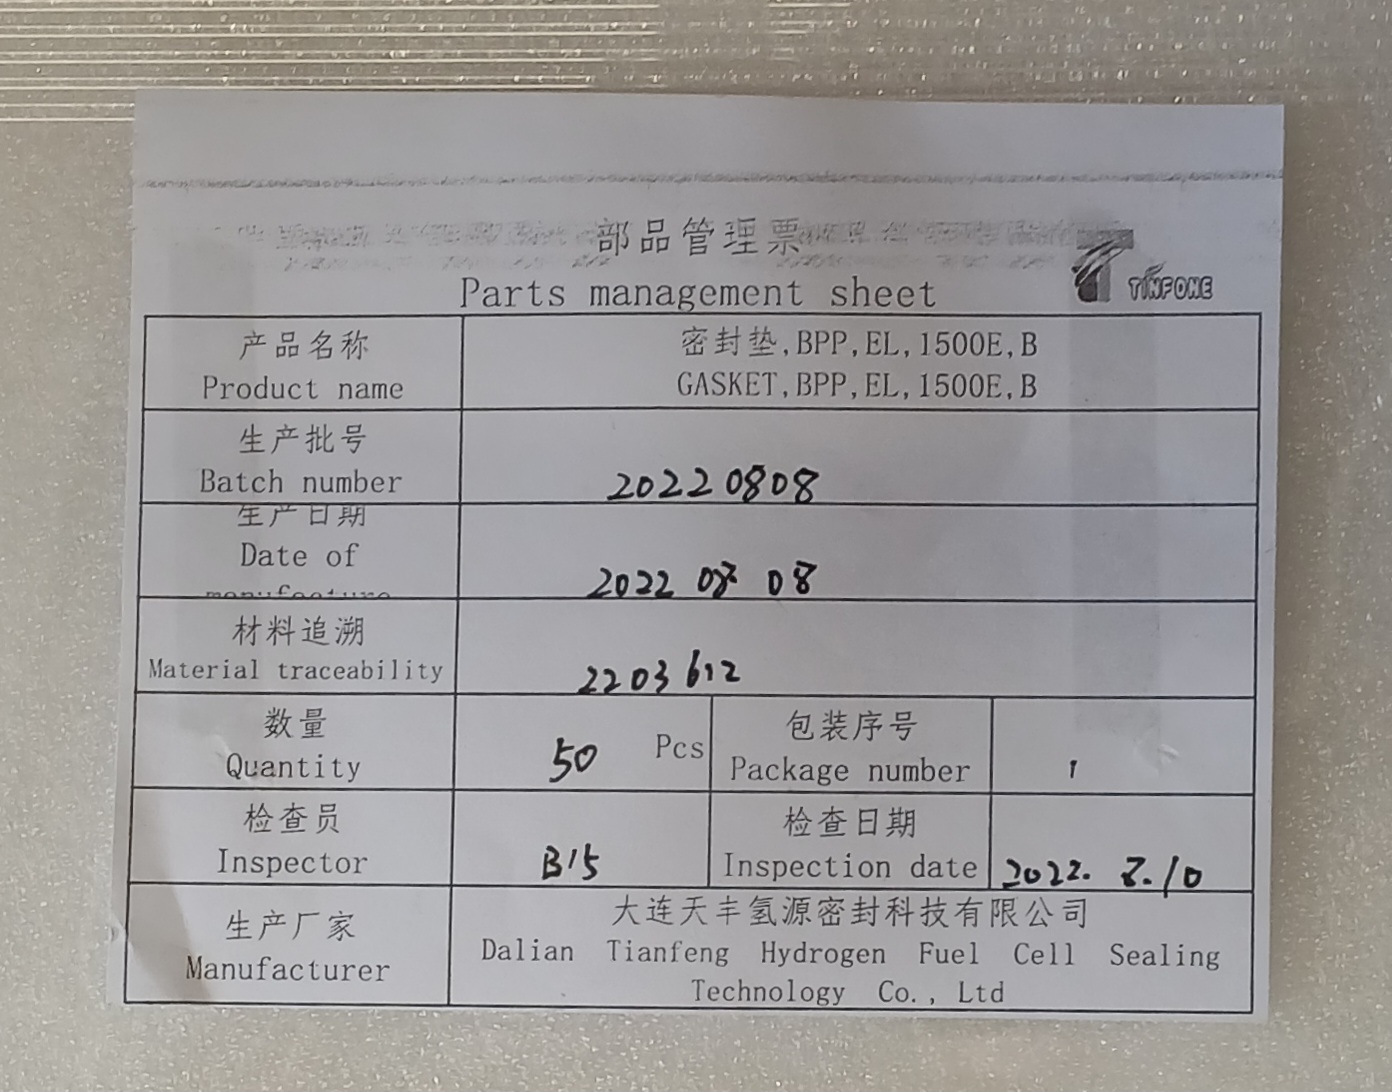 部品管理票
Parts management sheet
TINFONE
产品名称
Product name
密封垫,BPP,EL,1500E,B
GASKET,BPP,EL,1500E,B
生产批号
Batch number
20220808
生产日期
Date of
manufacture
2022 08 08
材料追溯
Material traceability
2203612
数量
Quantity
50 Pcs
包装序号
Package number
1
检查员
Inspector
B15
检查日期
Inspection date
2022. 8.10
生产厂家
Manufacturer
大连天丰氢源密封科技有限公司
Dalian Tianfeng Hydrogen Fuel Cell Sealing
Technology Co., Ltd